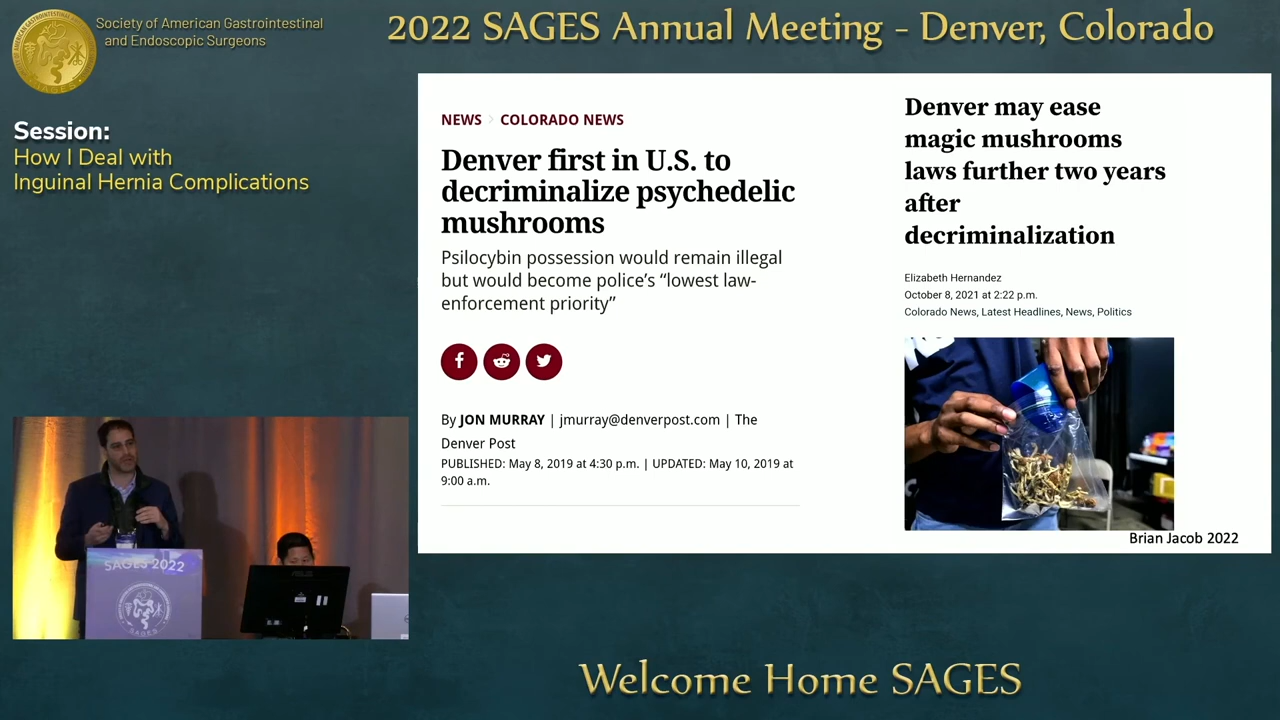 Society of American Gastrointestinal
and Endoscopic Surgeons
2022 SAGES Annual Meeting - Denver, Colorado
Session:
How I Deal with
Inguinal Hernia Complications
NEWS > COLORADO NEWS
Denver first in U.S. to
decriminalize psychedelic
mushrooms
Psilocybin possession would remain illegal
but would become police’s “lowest law-
enforcement priority”
By JON MURRAY | jmurray@denverpost.com | The
Denver Post
PUBLISHED: May 8, 2019 at 4:30 p.m. | UPDATED: May 10, 2019 at
9:00 a.m.
Denver may ease
magic mushrooms
laws further two years
after
decriminalization
Elizabeth Hernandez
October 8, 2021 at 2:22 p.m.
Colorado News, Latest Headlines, News, Politics
Brian Jacob 2022
SAGES 2022
SAGES
Welcome Home SAGES